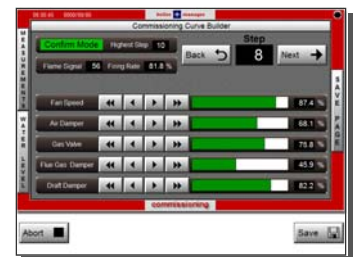 Commissioning Curve Builder
Confirm Mode Highest Step 10
Flame Signal 56 Firing Rate 81.8 %
Step
Back 8 Next
Fan Speed 87.4 %
Air Damper 68.1 %
Gas Valve 75.8 %
Flue Gas Damper 45.9 %
Draft Damper 82.2 %
commissioning
MEASUREMENTS
WATER LEVEL
SAVE PAGE
Abort
Save